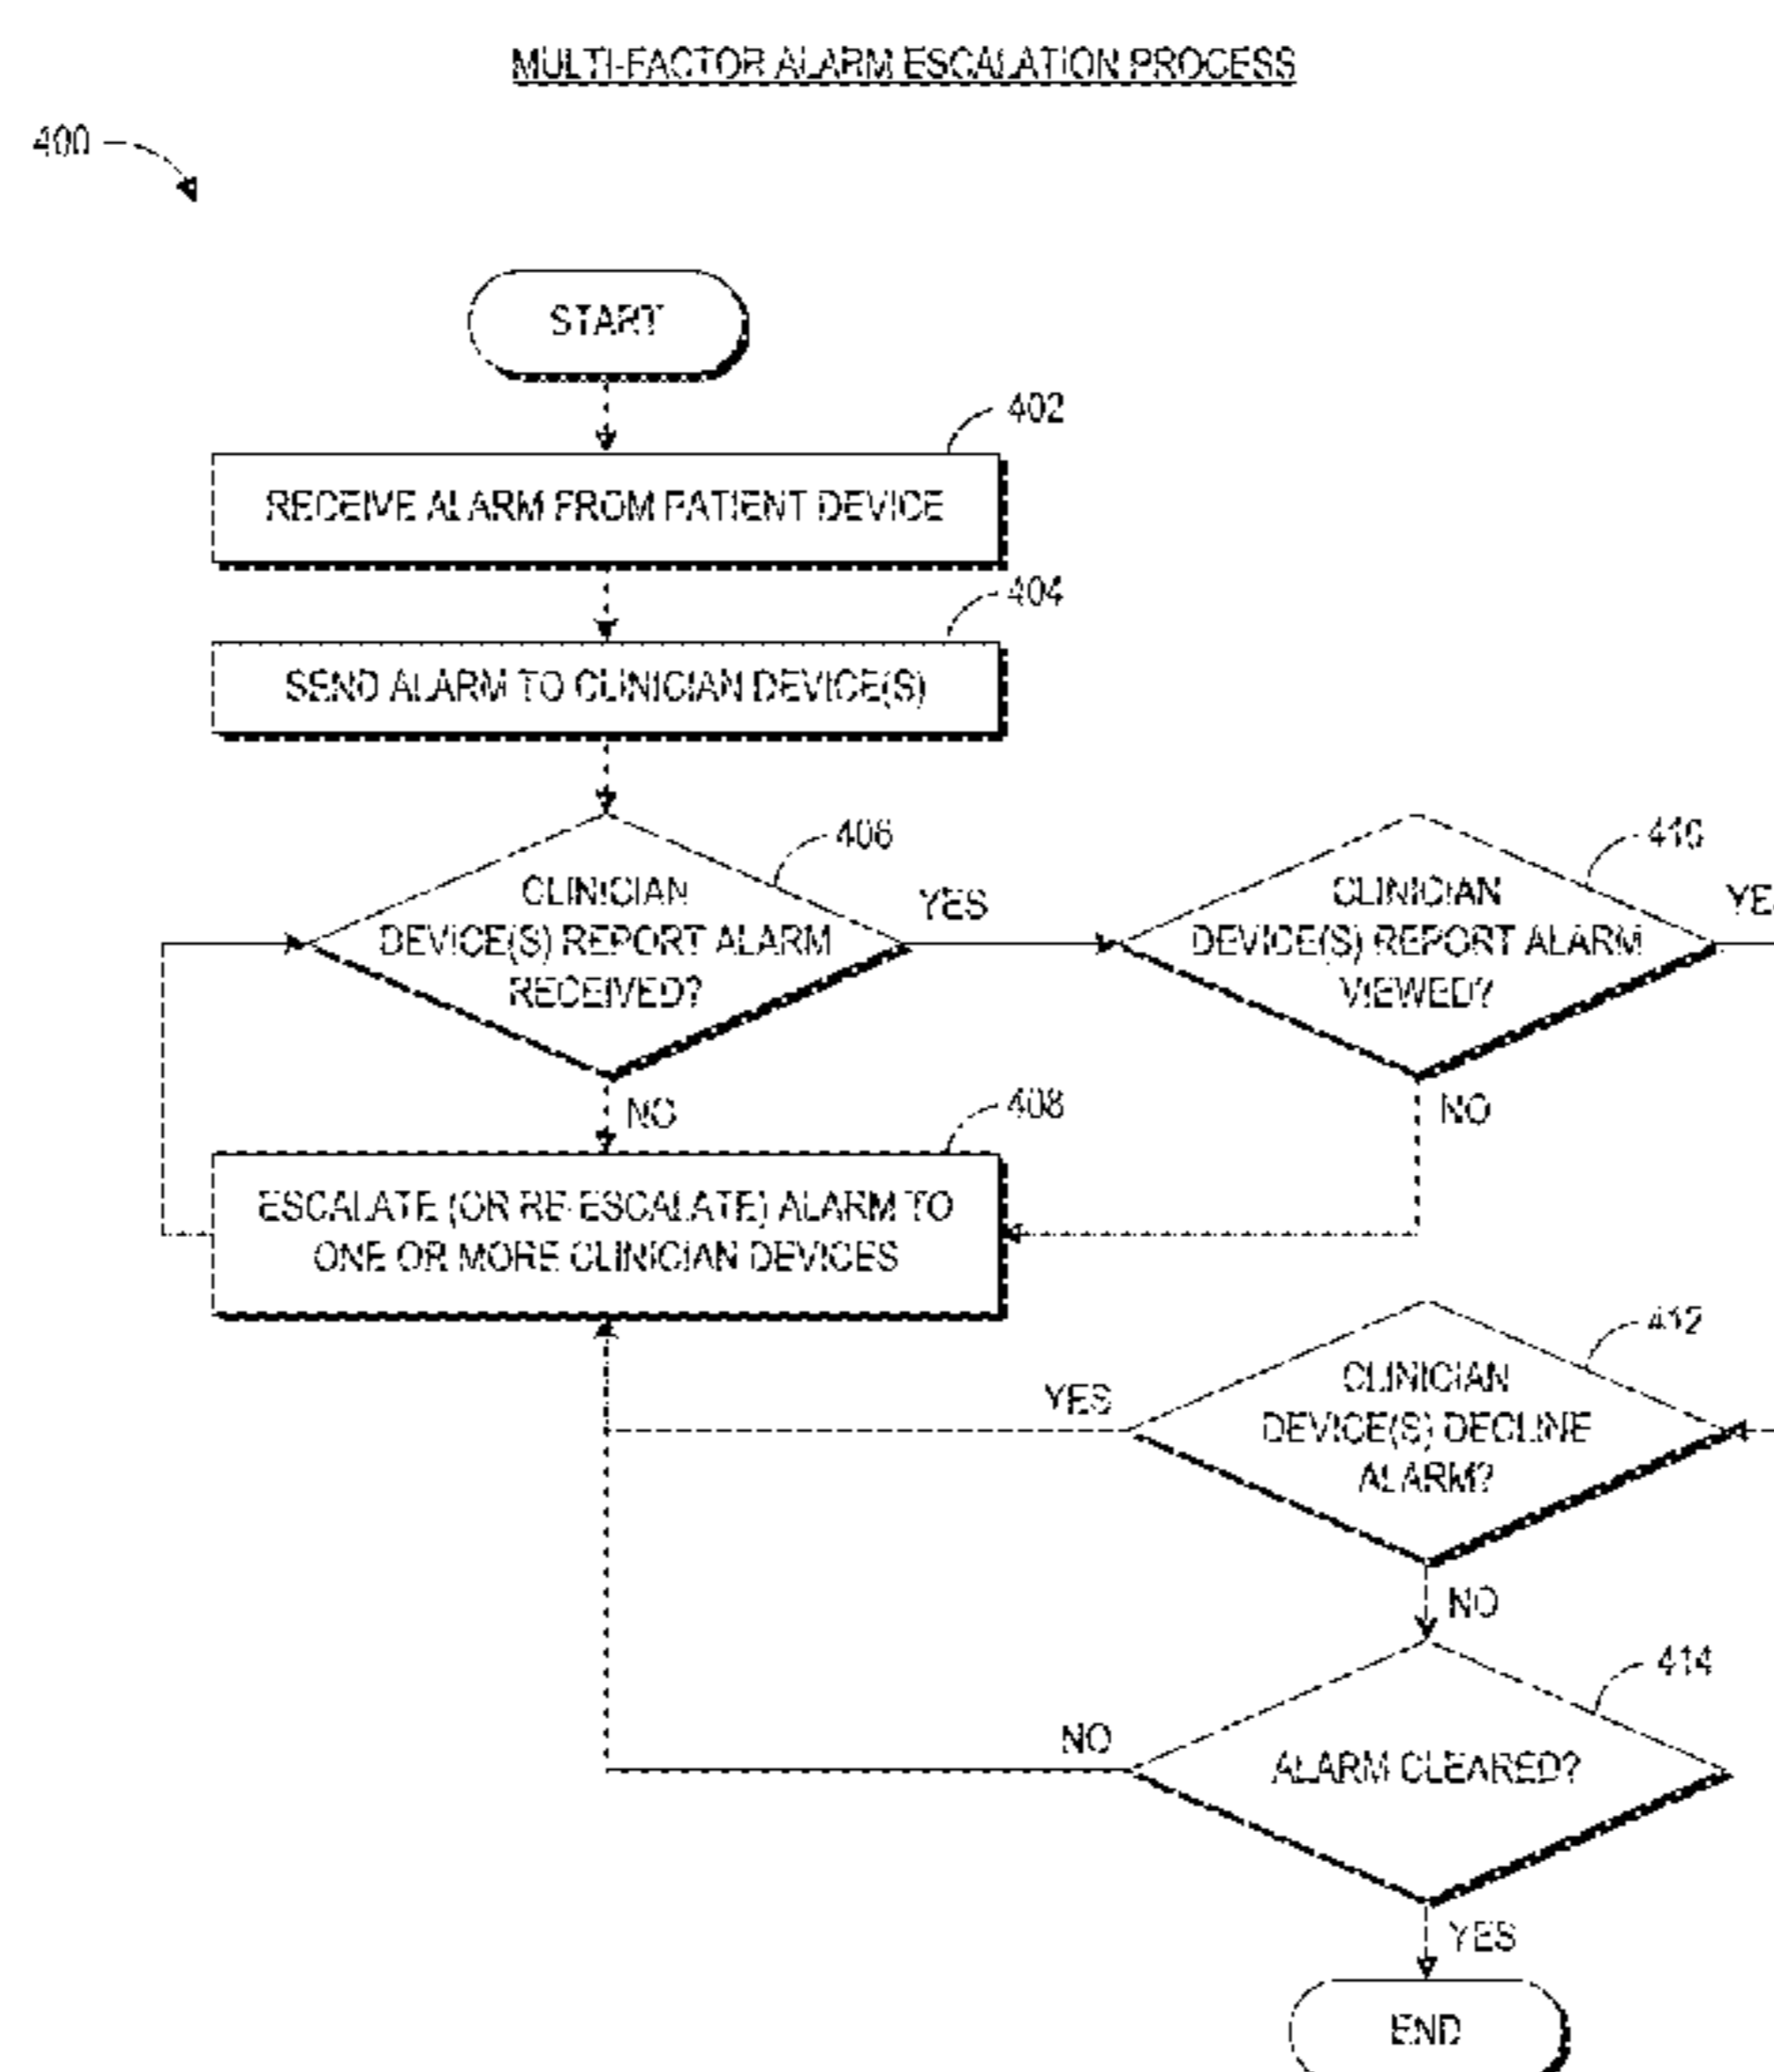 MULTI-FACTOR ALARM ESCALATION PROCESS
400
START
402
RECEIVE ALARM FROM PATIENT DEVICE
404
SEND ALARM TO CLINICIAN DEVICE(S)
406
CLINICIAN
DEVICE(S) REPORT ALARM
RECEIVED?
YES
410
CLINICIAN
DEVICE(S) REPORT ALARM
VIEWED?
NO
NO
408
ESCALATE (OR RE-ESCALATE) ALARM TO
ONE OR MORE CLINICIAN DEVICES
412
CLINICIAN
DEVICE(S) DECLINE
ALARM?
YES
NO
414
ALARM CLEARED?
NO
YES
END